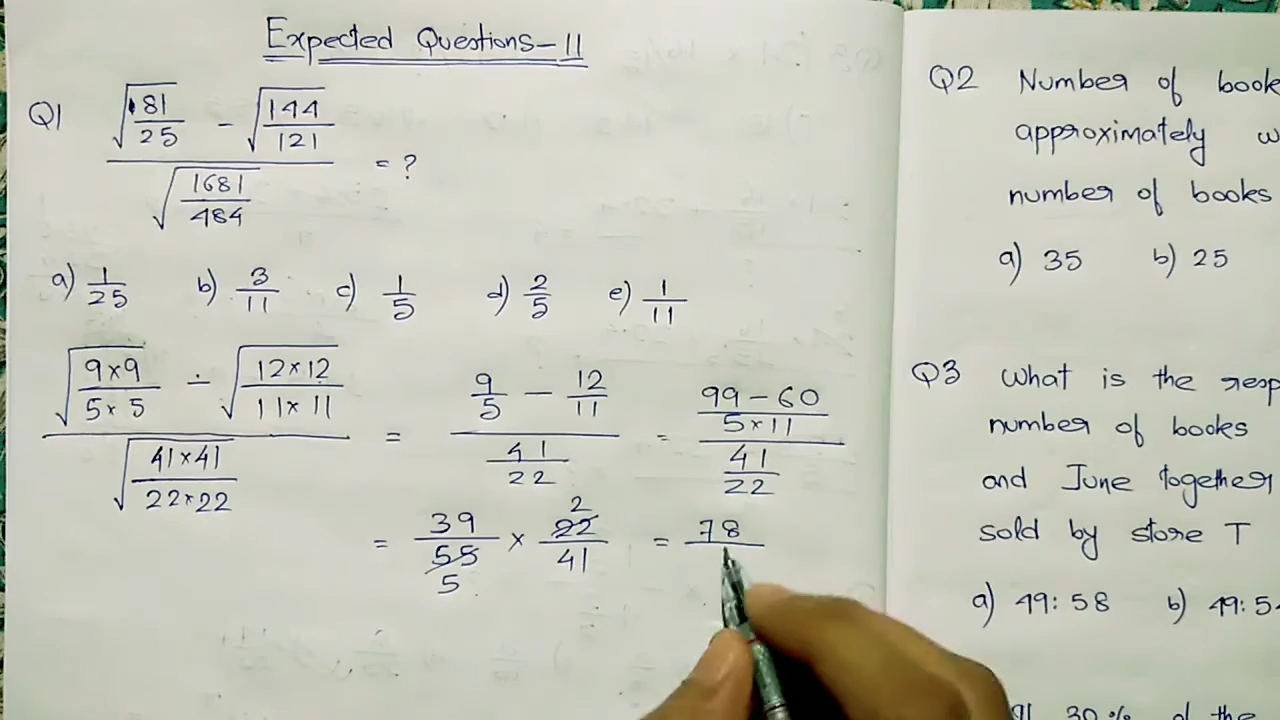 Expected Questions-11
Q1 √(81/25) - √(144/121) / √(1681/484) = ?
a) 1/25 b) 3/11 c) 1/5 d) 2/5 e) 1/11
√(9×9/5×5) - √(12×12/11×11) / √(41×41/22×22) = 9/5 - 12/11 / 41/22 = 99-60/5×11 / 41/22
= 39/55 5 × 22 2/41 = 78
Q2 Number of book
approximately
number of books
a) 35 b) 25
Q3 What is the resp
number of books
and June together
sold by store T
a) 49:58 b) 49:5
30% of the